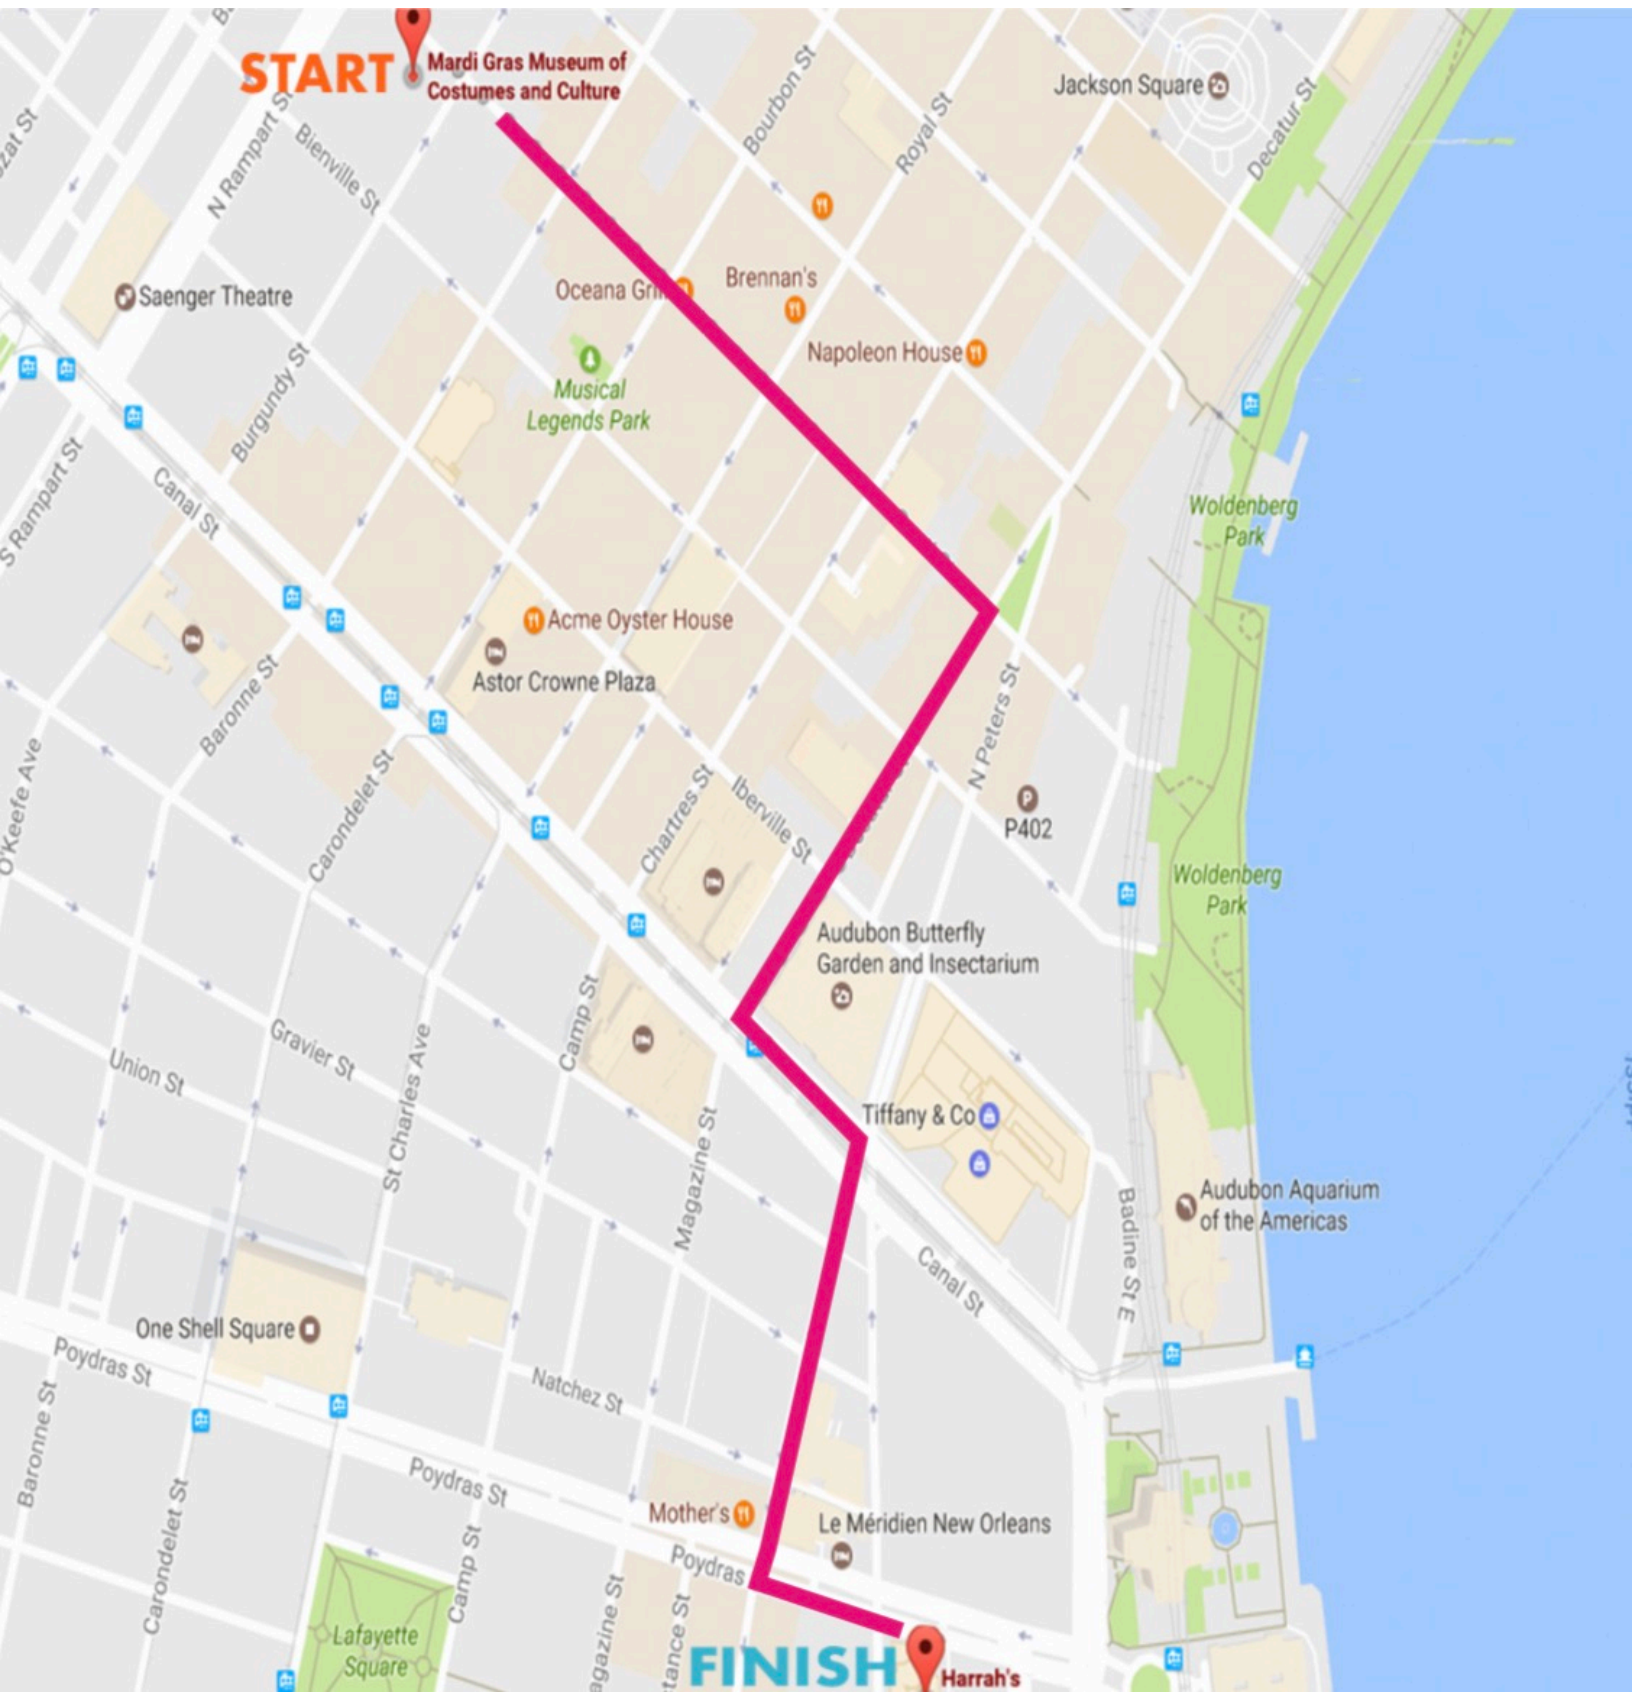 START
Mardi Gras Museum of
Costumes and Culture
Bourbon St
Royal St
Jackson Square
Decatur St
N Rampart St
Bienville St
Saenger Theatre
Brennan's
Napoleon House
Musical
Legends Park
Burgundy St
Canal St
S Rampart St
Woldenberg
Park
Acme Oyster House
Astor Crowne Plaza
Baronne St
N Peters St
O'Keefe Ave
Carondelet St
Chartres St
Iberville St
P
P402
Woldenberg
Park
Audubon Butterfly
Garden and Insectarium
Camp St
Gravier St
Union St
St Charles Ave
Magazine St
Tiffany & Co
Audubon Aquarium
of the Americas
Badine St E
Canal St
One Shell Square
Poydras St
Natchez St
Baronne St
Poydras St
Mother's
Le Méridien New Orleans
Poydras
Carondelet St
Camp St
Lafayette
Square
FINISH
Harrah's